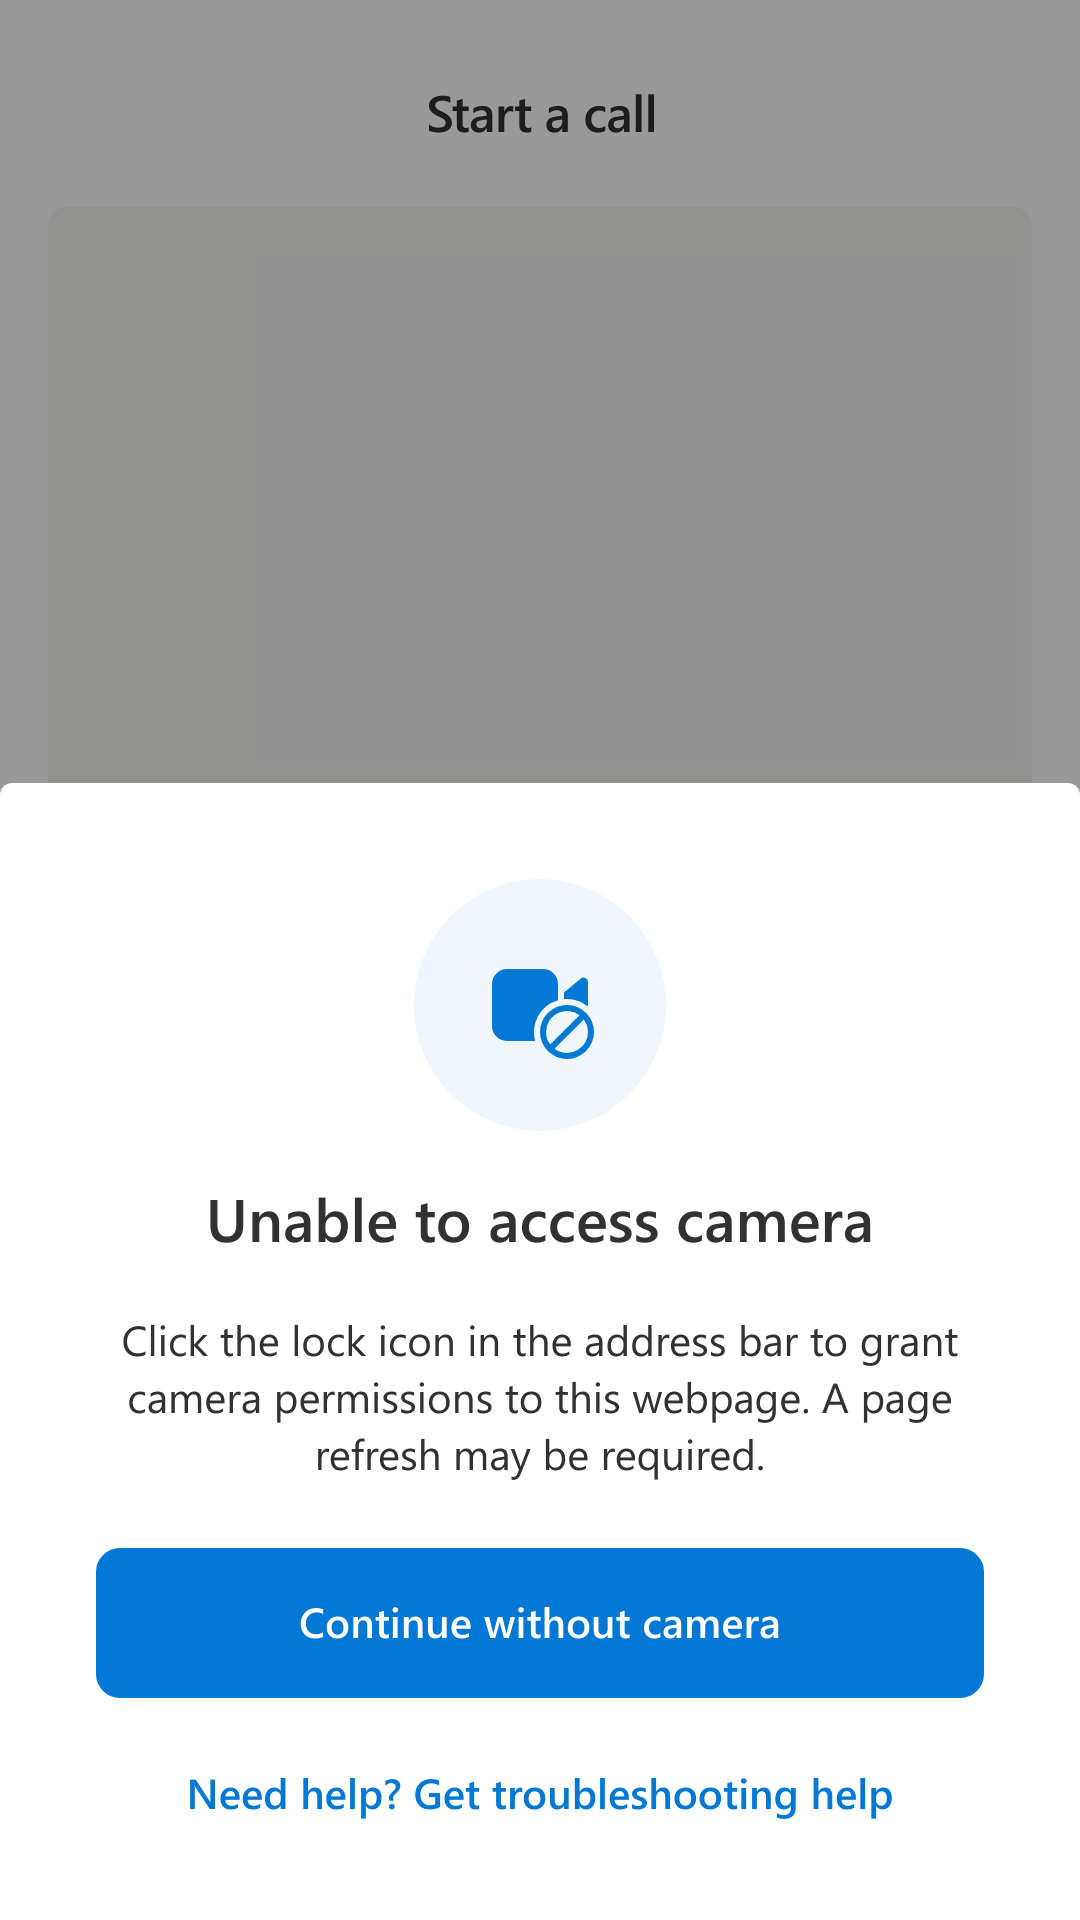 Start a call
Unable to access camera
Click the lock icon in the address bar to grant
camera permissions to this webpage. A page
refresh may be required.
Continue without camera
Need help? Get troubleshooting help